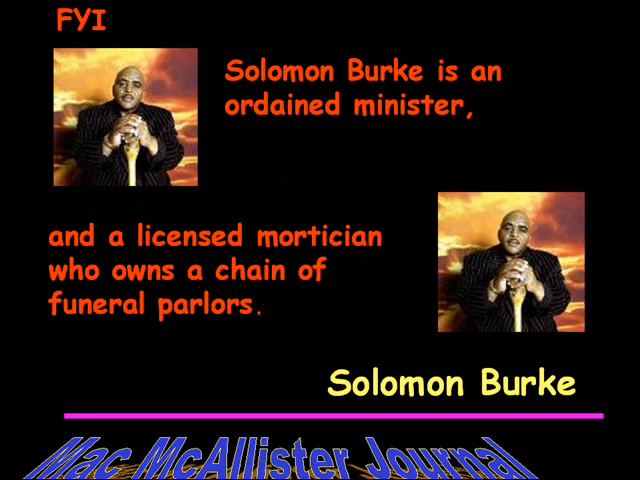 FYI
Solomon Burke is an
ordained minister,
and a licensed mortician
who owns a chain of
funeral parlors.
Solomon Burke
Mac McAllister Journal